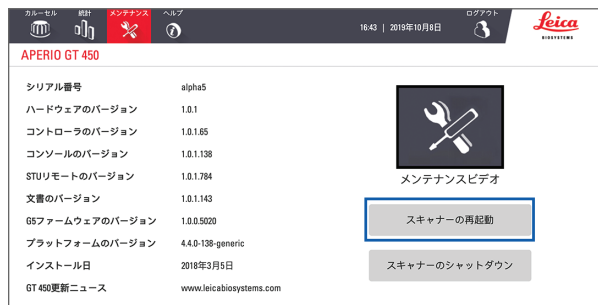 カルーセル 統計 メンテナンス ヘルプ 16:43 | 2019年10月8日 ログアウト Leica
BIOSYSTEMS
APERIO GT 450
シリアル番号 alpha5
ハードウェアのバージョン 1.0.1
コントローラのバージョン 1.0.1.65
コンソールのバージョン 1.0.1.138
STUリモートのバージョン 1.0.1.784
文書のバージョン 1.0.1.143
G5ファームウェアのバージョン 1.0.0.5020
プラットフォームのバージョン 4.4.0-138-generic
インストール日 2018年3月5日
GT 450更新ニュース www.leicabiosystems.com
メンテナンスビデオ
スキャナーの再起動
スキャナーのシャットダウン